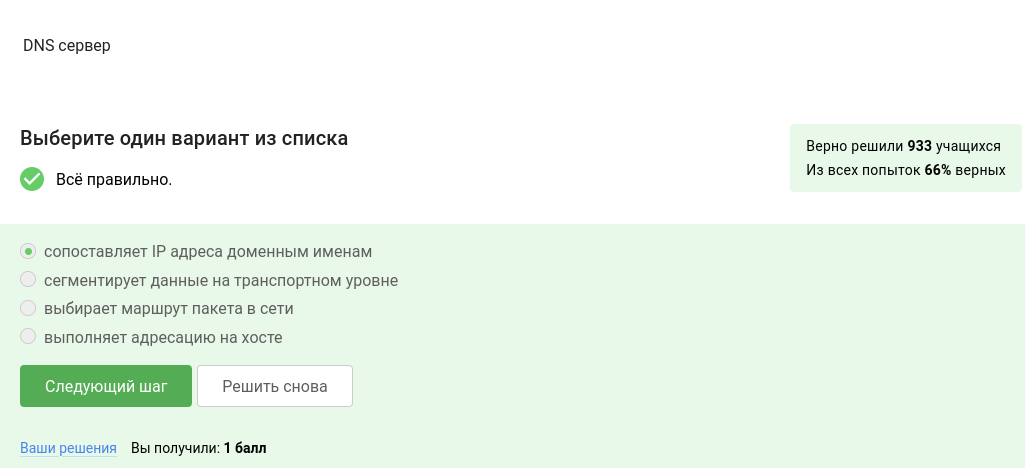 DNS сервер
Выберите один вариант из списка
Всё правильно.
Верно решили 933 учащихся
Из всех попыток 66% верных
сопоставляет IP адреса доменным именам
сегментирует данные на транспортном уровне
выбирает маршрут пакета в сети
выполняет адресацию на хосте
Следующий шаг
Решить снова
Ваши решения
Вы получили: 1 балл